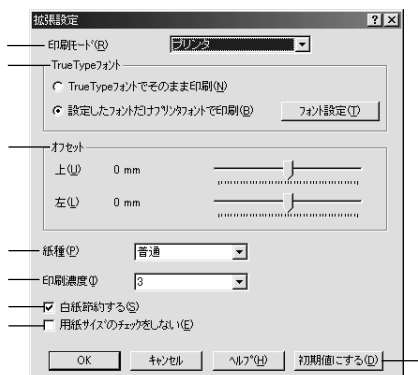 拡張設定
印刷モード(R) プリンタ
TrueTypeフォント
TrueTypeフォントでそのまま印刷(N)
設定したフォントだけプリンタフォントで印刷(B) フォント設定(T)
オフセット
上(U) 0 mm
左(L) 0 mm
紙種(P) 普通
印刷濃度(I) 3
白紙節約する(S)
用紙サイズのチェックをしない(E)
OK キャンセル ヘルプ(H) 初期値にする(D)